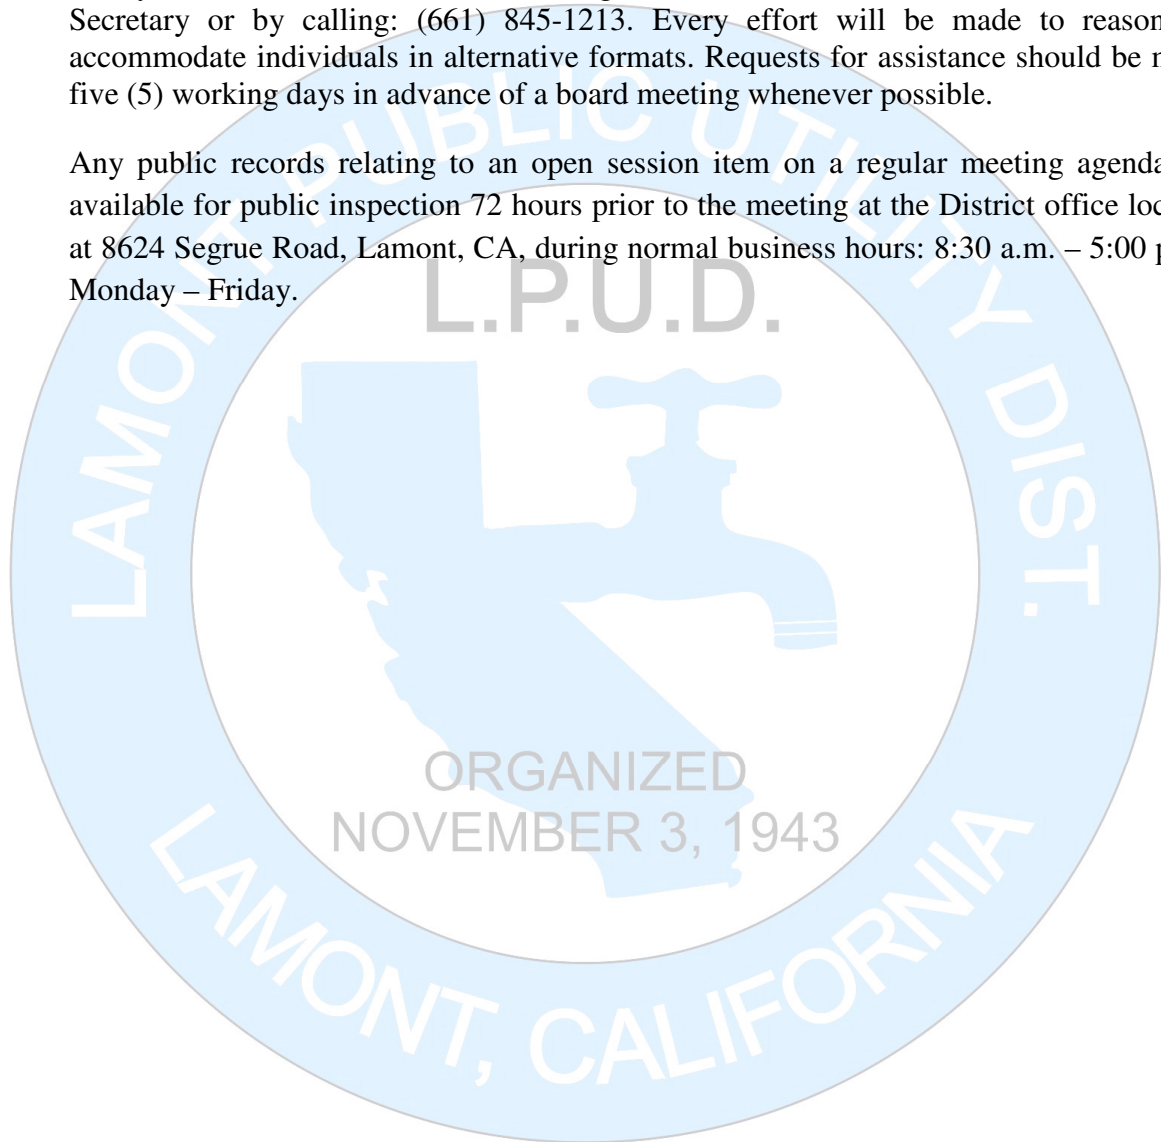 Secretary or by calling: (661) 845-1213. Every effort will be made to reason
accommodate individuals in alternative formats. Requests for assistance should be
five (5) working days in advance of a board meeting whenever possible.
Any public records relating to an open session item on a regular meeting agenda
available for public inspection 72 hours prior to the meeting at the District office loc
at 8624 Segrue Road, Lamont, CA, during normal business hours: 8:30 a.m. – 5:00
Monday – Friday.
LAMONT PUBLIC UTILITY DIST.
L.P.U.D.
ORGANIZED
NOVEMBER 3, 1943
LAMONT, CALIFORNIA